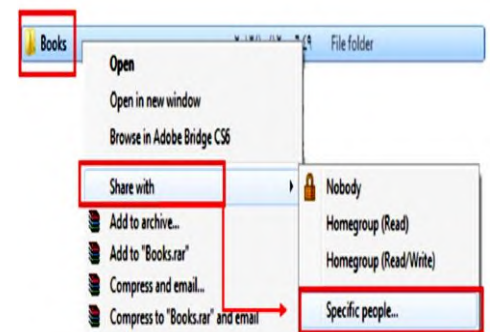 Books File folder
Open
Open in new window
Browse in Adobe Bridge CS6
Share with
Add to archive...
Add to "Books.rar"
Compress and email...
Compress to "Books.rar" and email
Nobody
Homegroup (Read)
Homegroup (Read/Write)
Specific people...